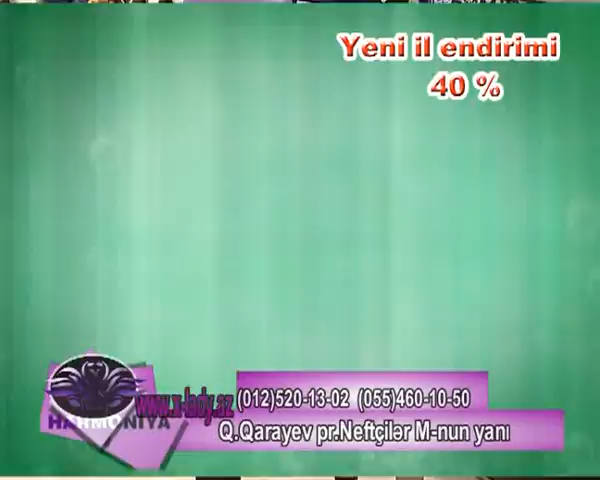 Yeni il endirimi
40 %
www.x-lady.az
(012)520-13-02 (055)460-10-50
HARMONIYA
Q.Qarayev pr.Neftçilər M-nun yanı